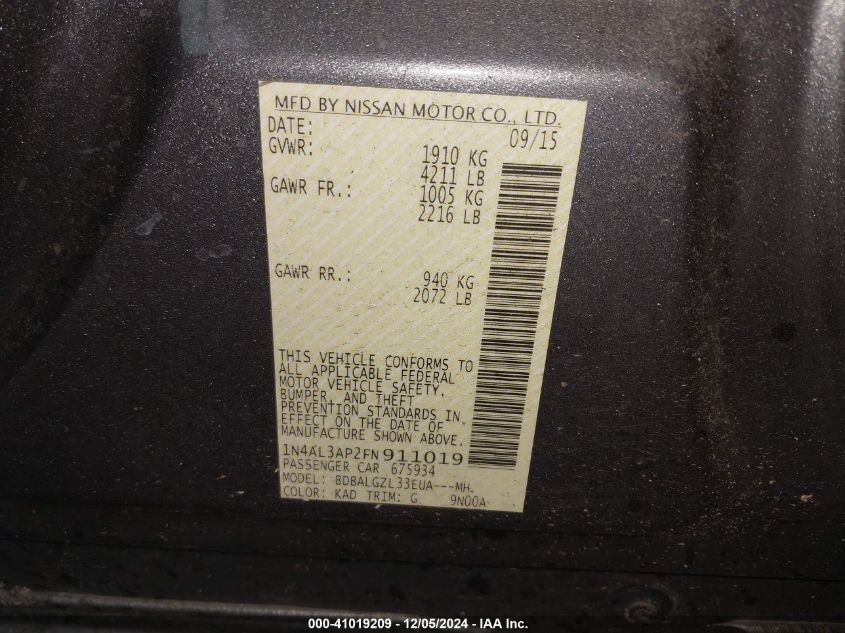 MFD BY NISSAN MOTOR CO., LTD.
DATE: 09/15
GVWR: 1910 KG
4211 LB
GAWR FR.: 1005 KG
2216 LB
GAWR RR.: 940 KG
2072 LB
THIS VEHICLE CONFORMS TO
ALL APPLICABLE FEDERAL
MOTOR VEHICLE SAFETY,
BUMPER, AND THEFT
PREVENTION STANDARDS IN
EFFECT ON THE DATE OF
MANUFACTURE SHOWN ABOVE.
1N4AL3AP2FN911019
PASSENGER CAR 675934
MODEL: BDBALGZL33EUA---MH
COLOR: KAD TRIM: G 9N00A
000-41019209 - 12/05/2024 - IAA Inc.